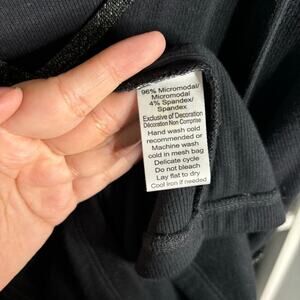 96% Micromodal/
Micromodal
4% Spandex/
Spandex
Exclusive of Decoration
Décoration Non Comprise
Hand wash cold
recommended or
Machine wash
cold in mesh bag
Delicate cycle
Do not bleach
Lay flat to dry
Cool Iron if needed